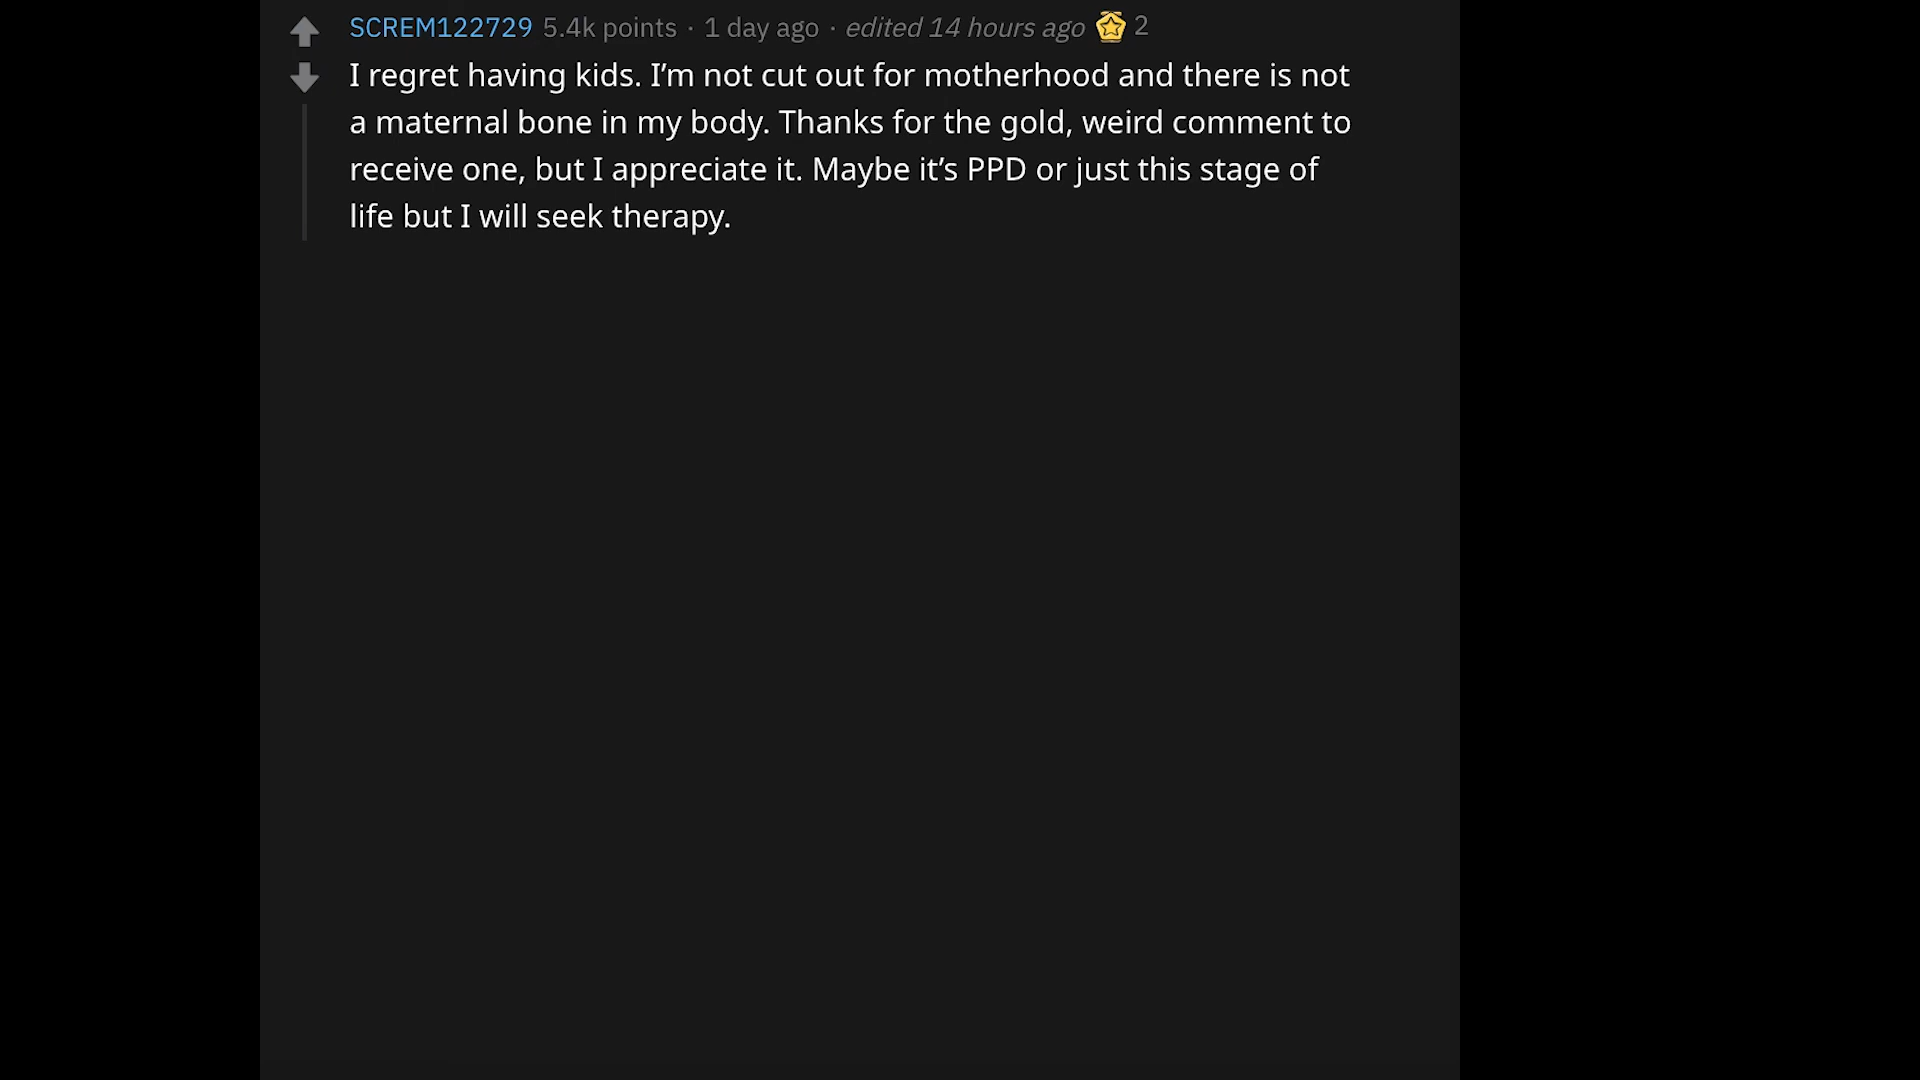 SCREM122729 5.4k points · 1 day ago · edited 14 hours ago 2
I regret having kids. I’m not cut out for motherhood and there is not
a maternal bone in my body. Thanks for the gold, weird comment to
receive one, but I appreciate it. Maybe it’s PPD or just this stage of
life but I will seek therapy.